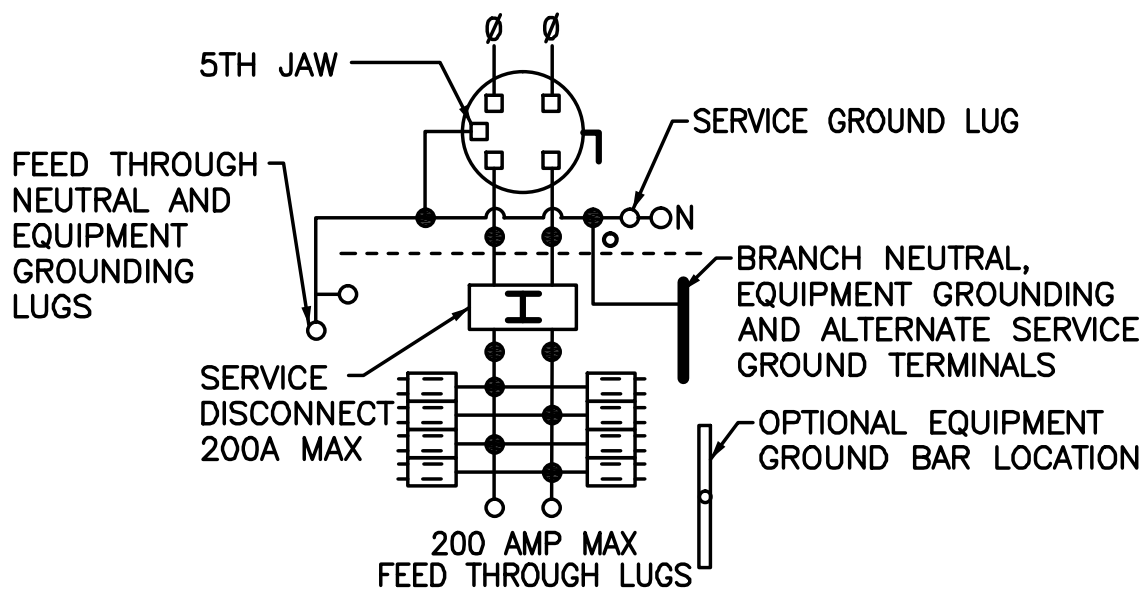 Ø Ø
5TH JAW
SERVICE GROUND LUG
FEED THROUGH
NEUTRAL AND
EQUIPMENT
GROUNDING
LUGS
N
BRANCH NEUTRAL,
EQUIPMENT GROUNDING
AND ALTERNATE SERVICE
GROUND TERMINALS
SERVICE
DISCONNECT
200A MAX
OPTIONAL EQUIPMENT
GROUND BAR LOCATION
200 AMP MAX
FEED THROUGH LUGS